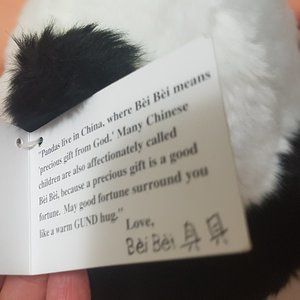 "Pandas live in China, where Bèi Bèi means
'precious gift from God.' Many Chinese
children are also affectionately called
Bèi Bèi, because a precious gift is a good
fortune. May good fortune surround you
like a warm GUND hug."
Love,
Bèi Bèi 貝貝